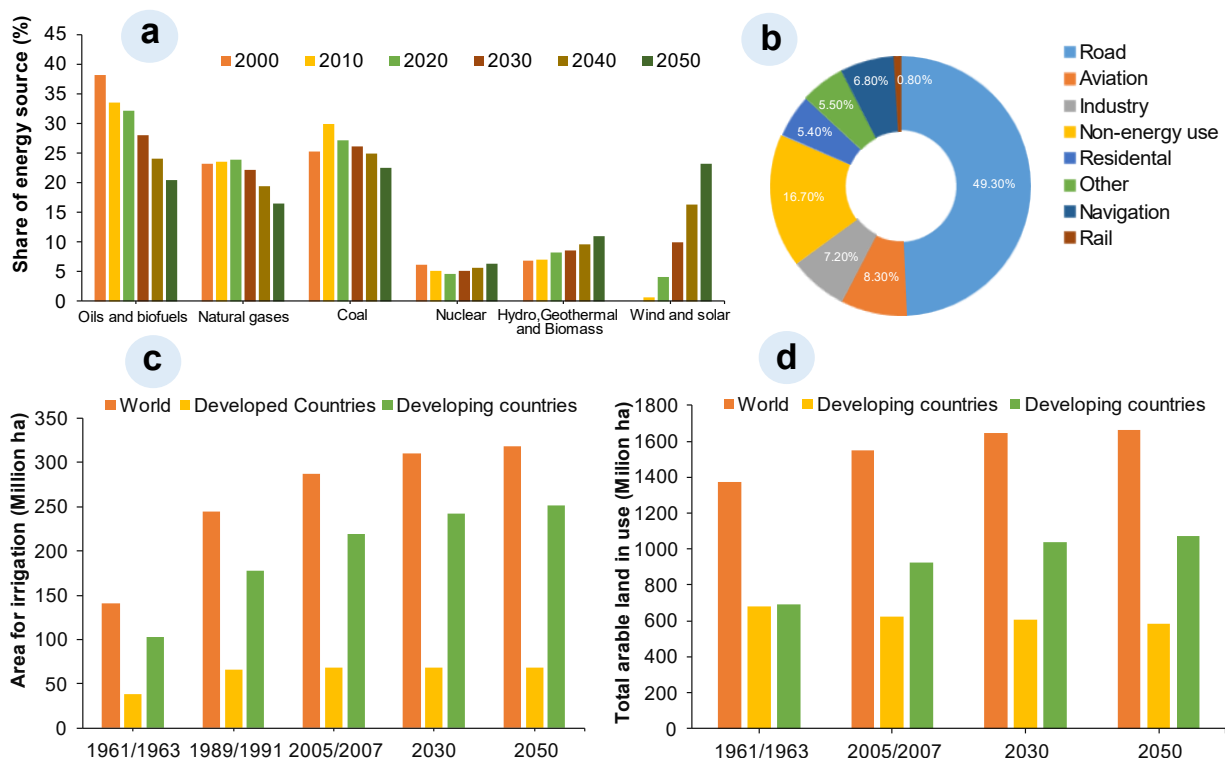 a
Share of energy source (%)
45
40
35
30
25
20
15
10
5
0
2000 2010 2020 2030 2040 2050
Oils and biofuels Natural gases Coal Nuclear Hydro,Geothermal and Biomass Wind and solar
b
49.30%
8.30%
7.20%
16.70%
5.40%
5.50%
6.80%
0.80%
Road
Aviation
Industry
Non-energy use
Residental
Other
Navigation
Rail
c
World Developed Countries Developing countries
Area for irrigation (Million ha)
350
300
250
200
150
100
50
0
1961/1963 1989/1991 2005/2007 2030 2050
d
World Developing countries Developing countries
Total arable land in use (Milion ha)
1800
1600
1400
1200
1000
800
600
400
200
0
1961/1963 2005/2007 2030 2050